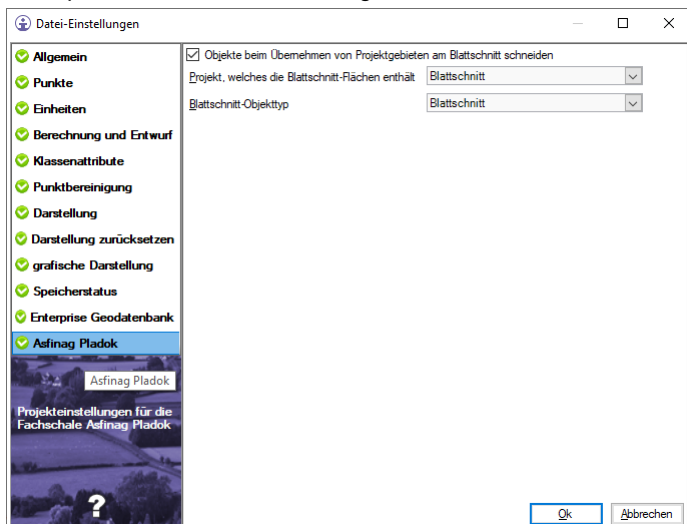 Datei-Einstellungen
Allgemein
Punkte
Einheiten
Berechnung und Entwurf
Klassenattribute
Punktbereinigung
Darstellung
Darstellung zurücksetzen
grafische Darstellung
Speicherstatus
Enterprise Geodatenbank
Asfinag Pladok
Asfinag Pladok
Projekteinstellungen für die
Fachschale Asfinag Pladok
?
Objekte beim Übernehmen von Projektgebieten am Blattschnitt schneiden
Projekt, welches die Blattschnitt-Flächen enthält Blattschnitt
Blattschnitt-Objekttyp Blattschnitt
Ok Abbrechen